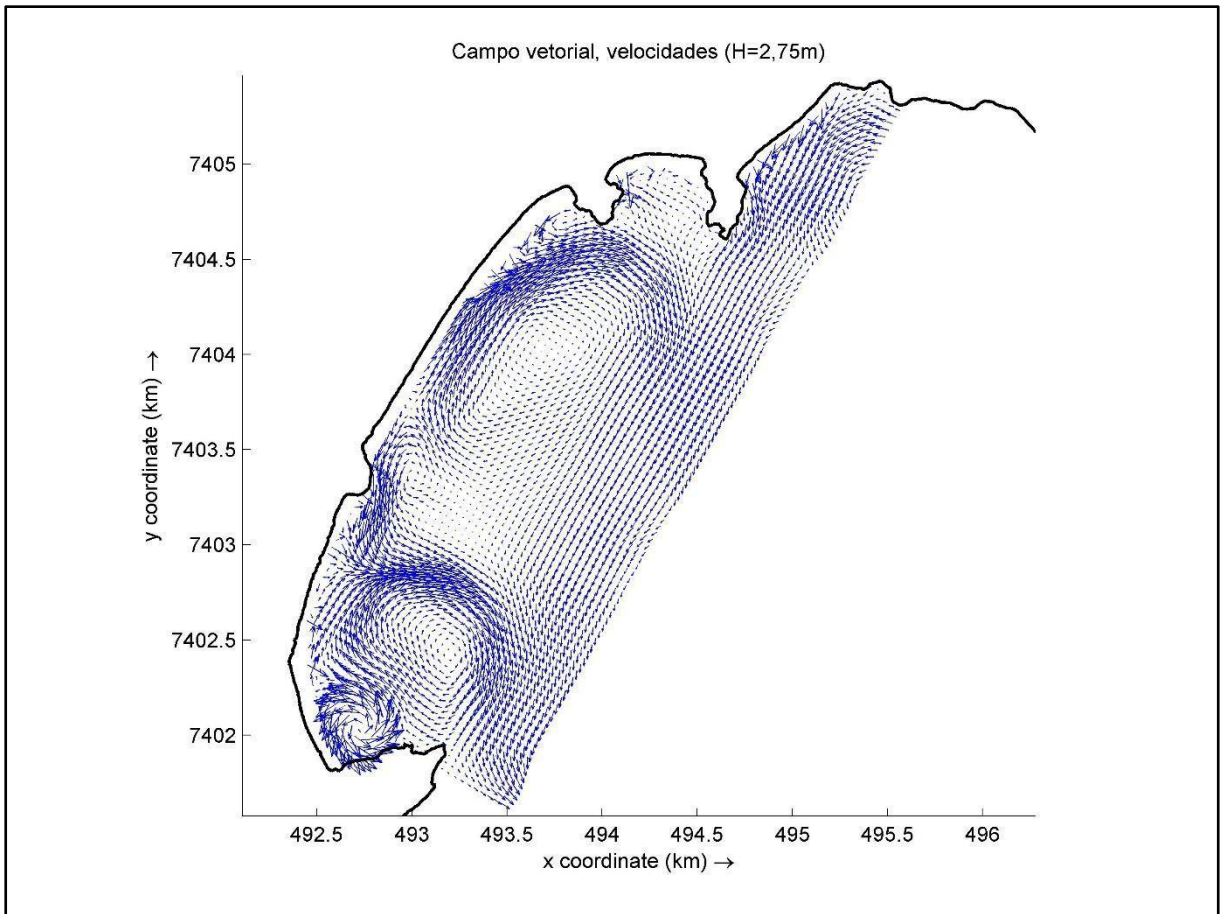 Campo vetorial, velocidades (H=2,75m)
7405
7404.5
7404
7403.5
7403
7402.5
7402
y coordinate (km) →
492.5 493 493.5 494 494.5 495 495.5 496
x coordinate (km) →